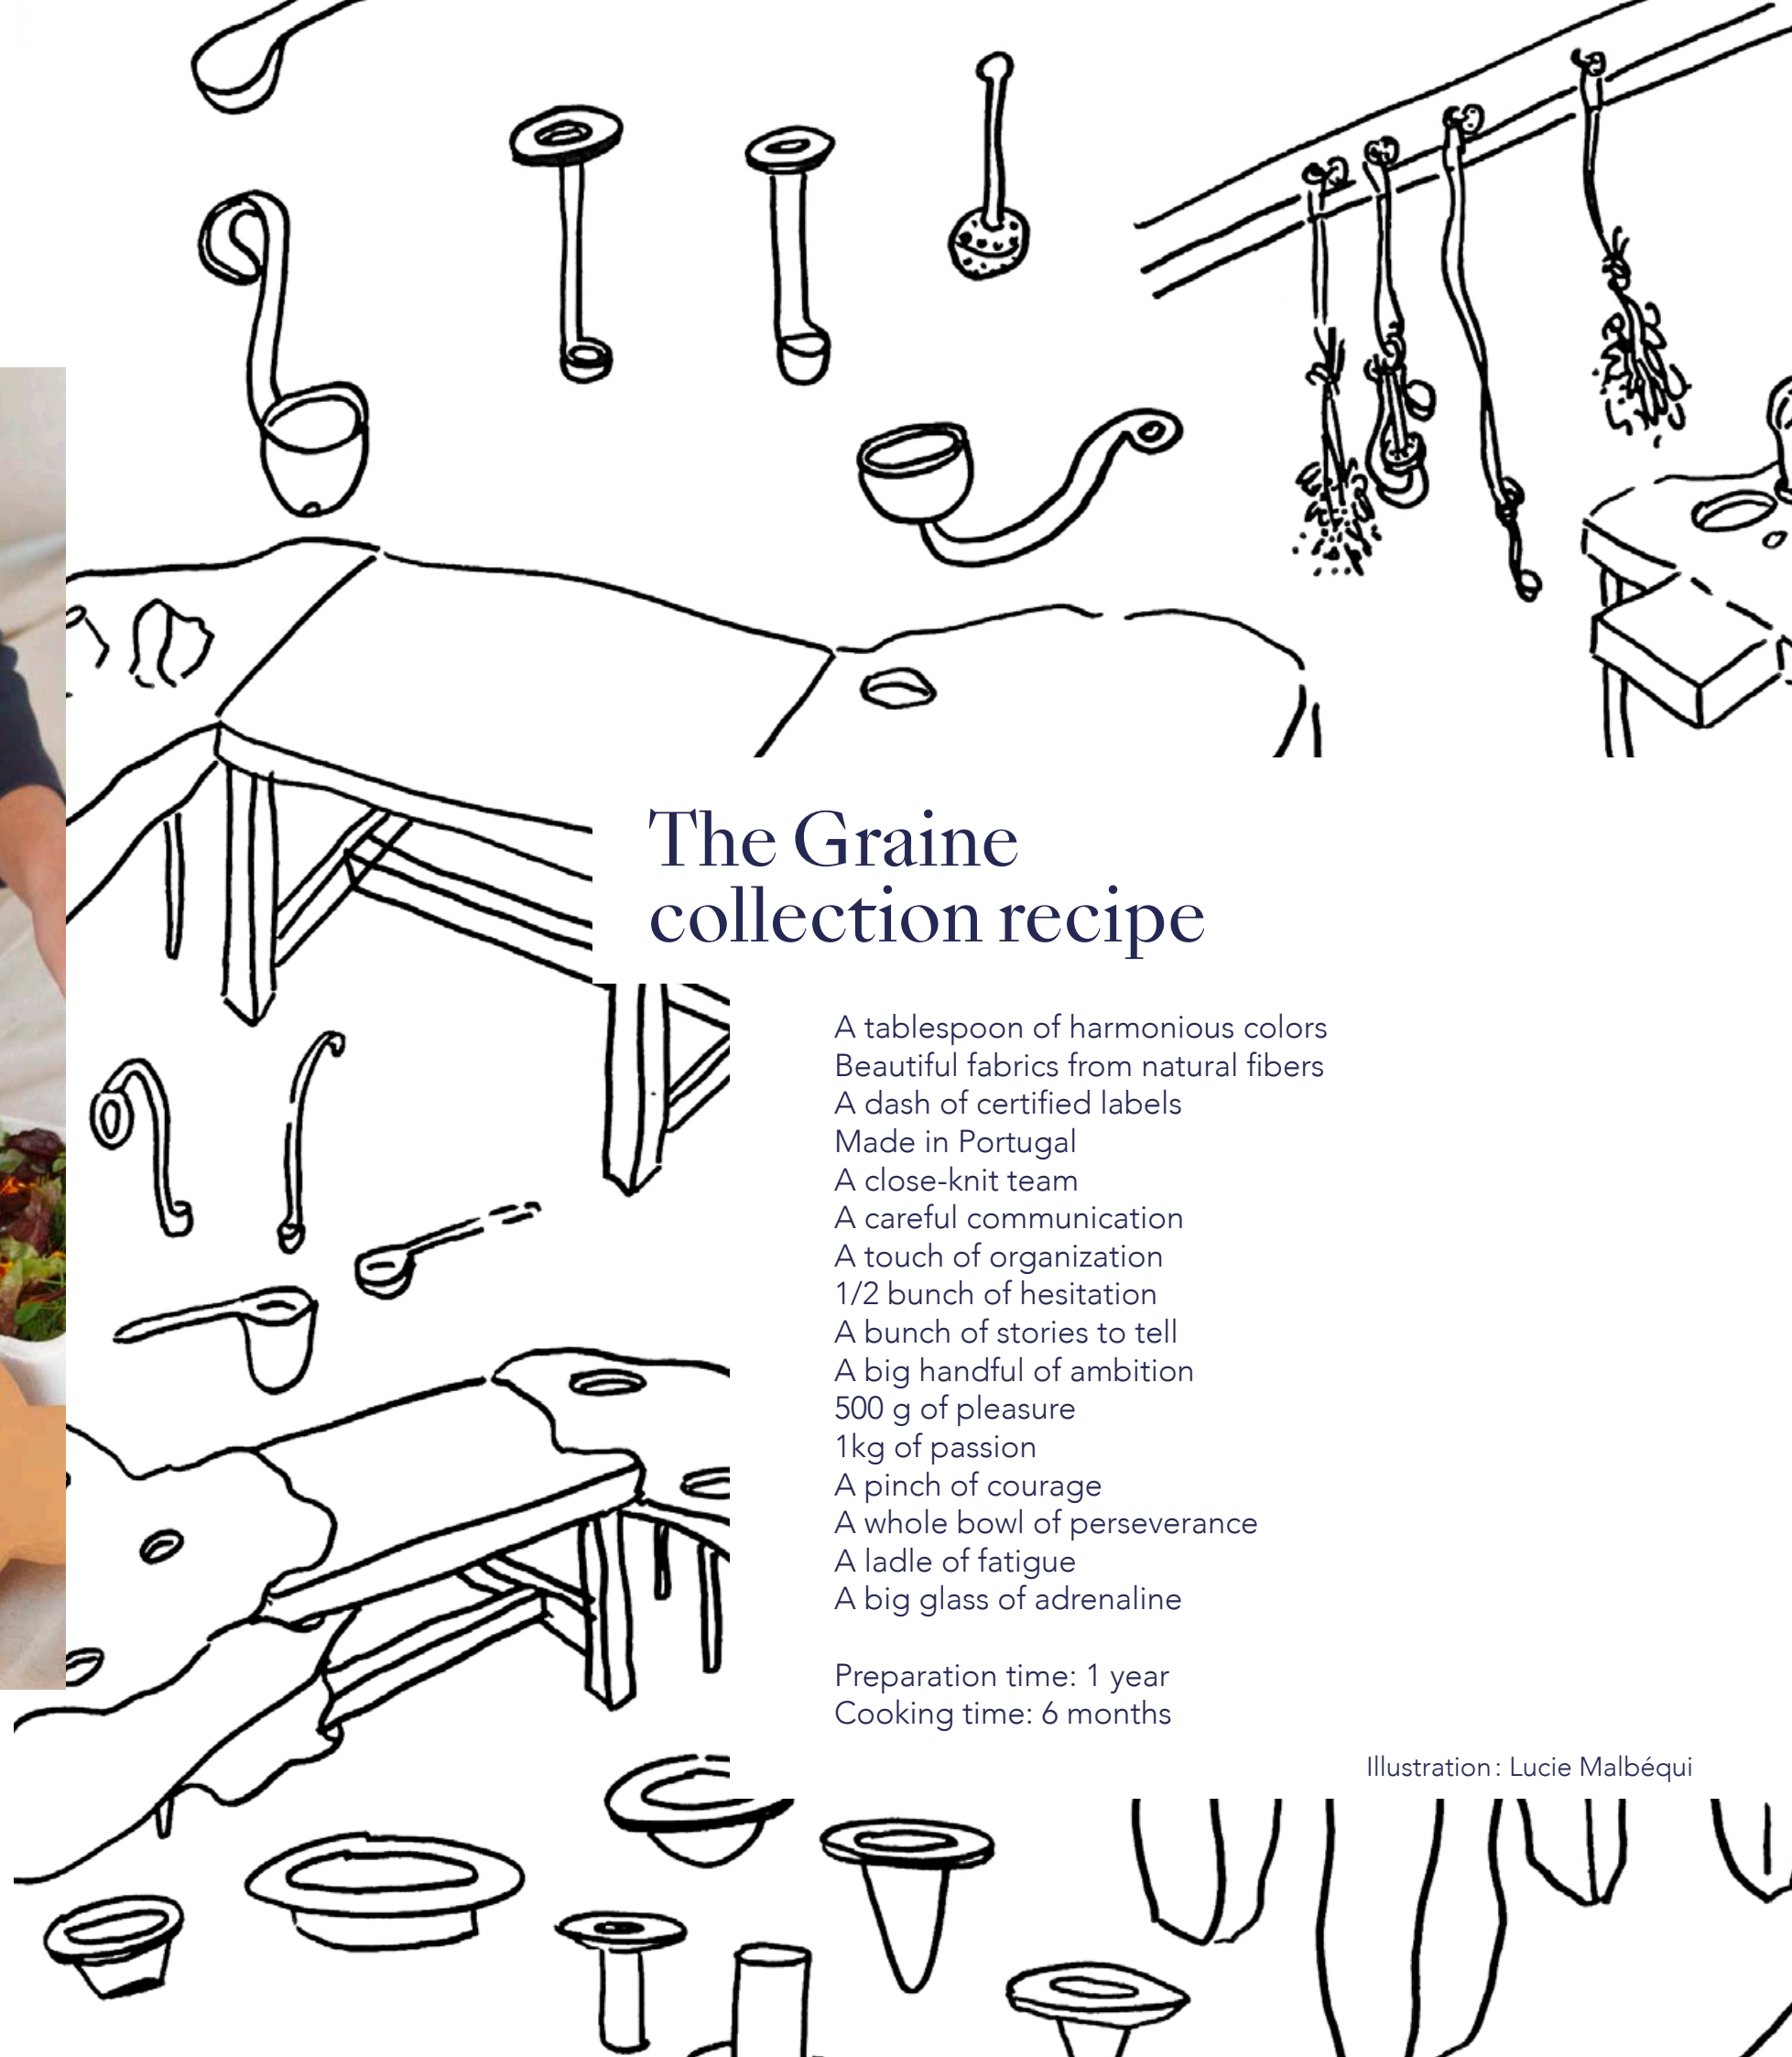 The Graine
collection recipe
A tablespoon of harmonious colors
Beautiful fabrics from natural fibers
A dash of certified labels
Made in Portugal
A close-knit team
A careful communication
A touch of organization
1/2 bunch of hesitation
A bunch of stories to tell
A big handful of ambition
500 g of pleasure
1kg of passion
A pinch of courage
A whole bowl of perseverance
A ladle of fatigue
A big glass of adrenaline
Preparation time: 1 year
Cooking time: 6 months
Illustration : Lucie Malbéqui